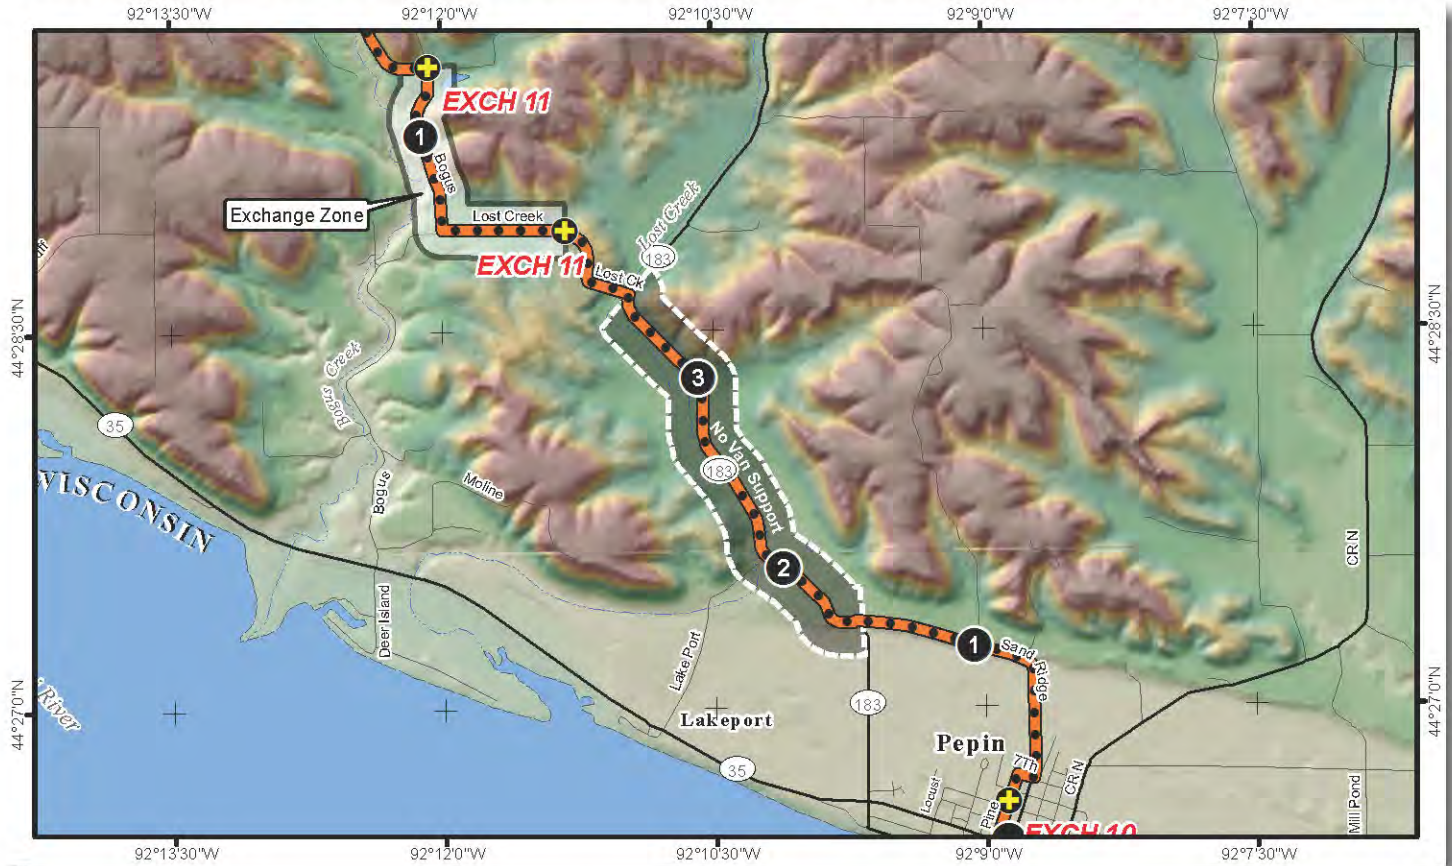 92°13'30"W
92°12'0"W
92°10'30"W
92°9'0"W
92°7'30"W
EXCH 11
1
Bogus
Exchange Zone
Lost Creek
Lost Creek
183
EXCH 11
Lost Ck
44°28'30"N
44°28'30"N
Bogus Creek
3
35
No Van Support
183
WISCONSIN
Bogus
Moline
CR N
2
Deer Island
1
Sand Ridge
Lake Port
River
44°27'0"N
44°27'0"N
183
Lakeport
Pepin
35
7Th
CR N
Locust
Pine
Mill Pond
EXCH 10
92°13'30"W
92°12'0"W
92°10'30"W
92°9'0"W
92°7'30"W